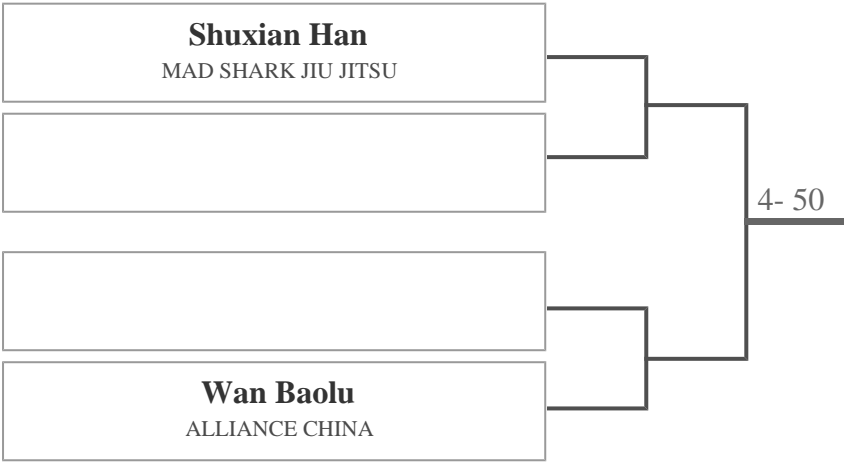 Shuxian Han
MAD SHARK JIU JITSU
4- 50
Wan Baolu
ALLIANCE CHINA